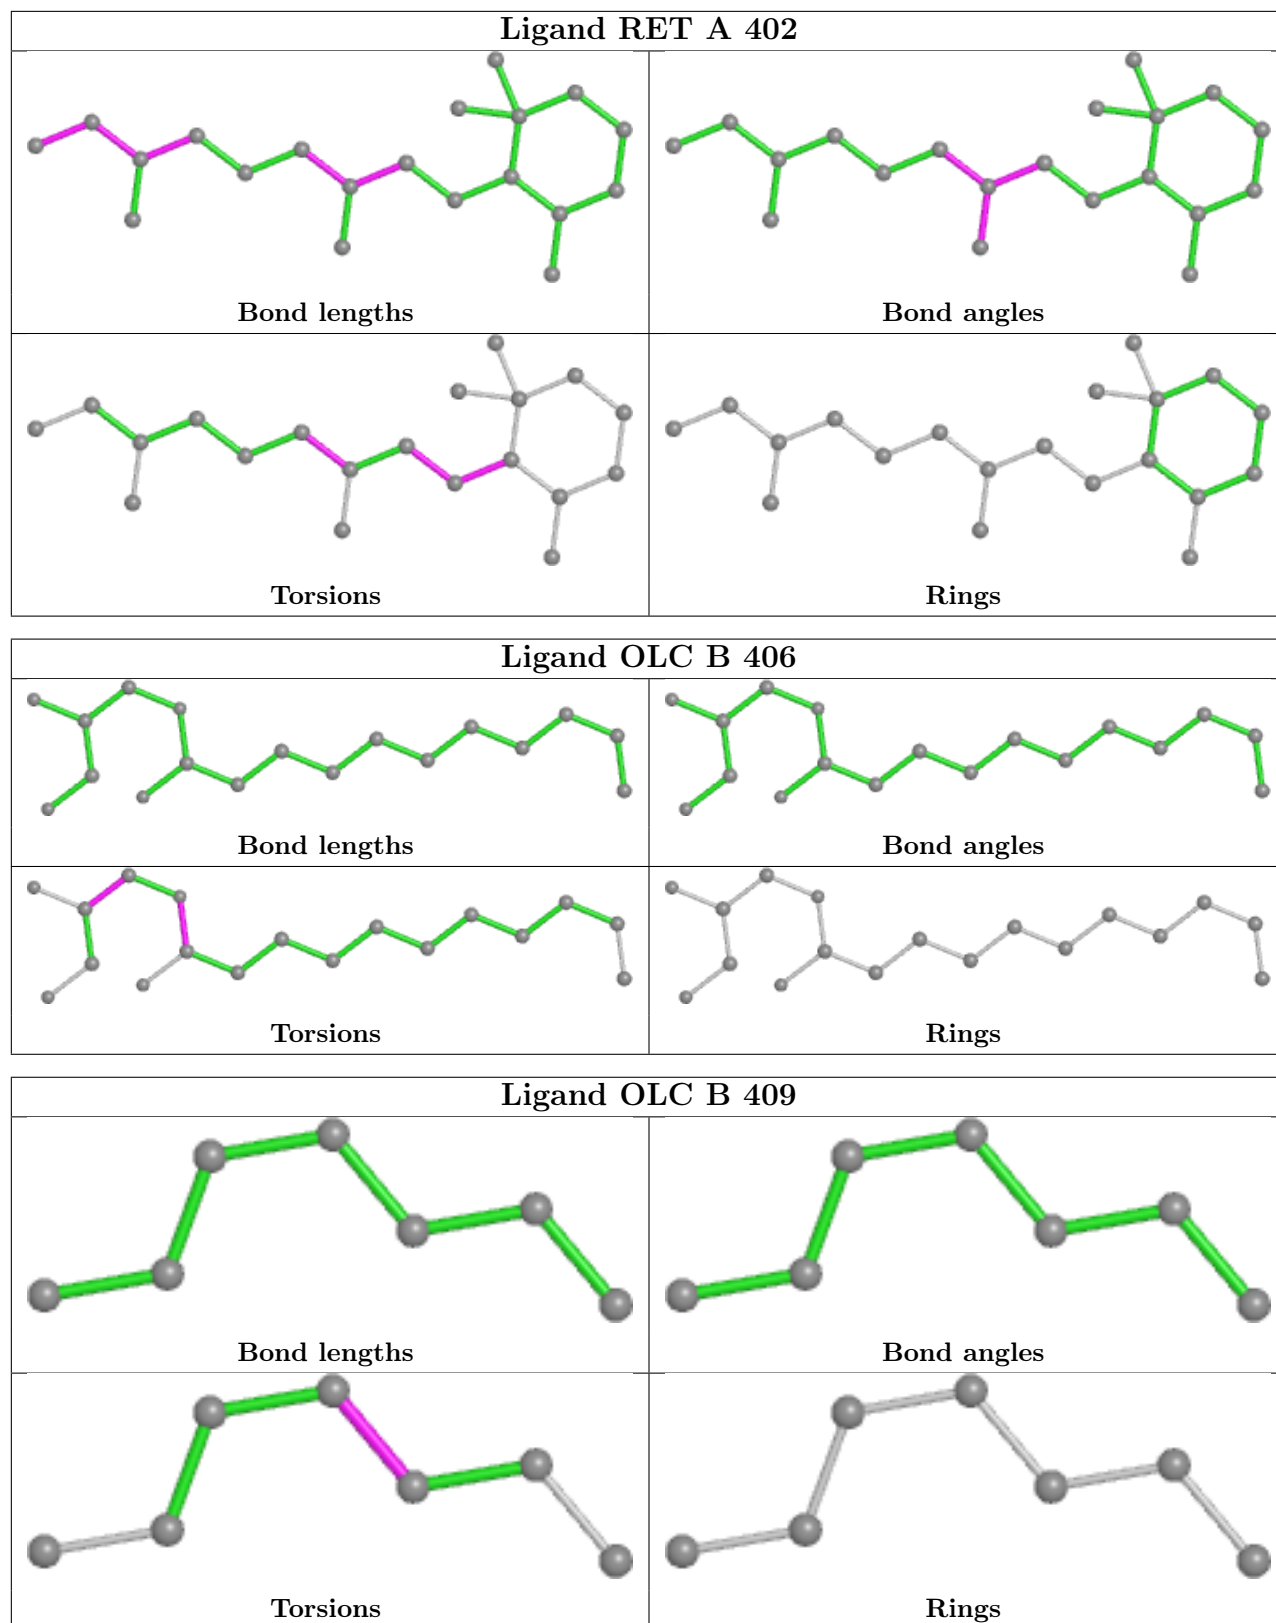 Ligand RET A 402
Bond lengths
Bond angles
Torsions
Rings
Ligand OLC B 406
Bond lengths
Bond angles
Torsions
Rings
Ligand OLC B 409
Bond lengths
Bond angles
Torsions
Rings